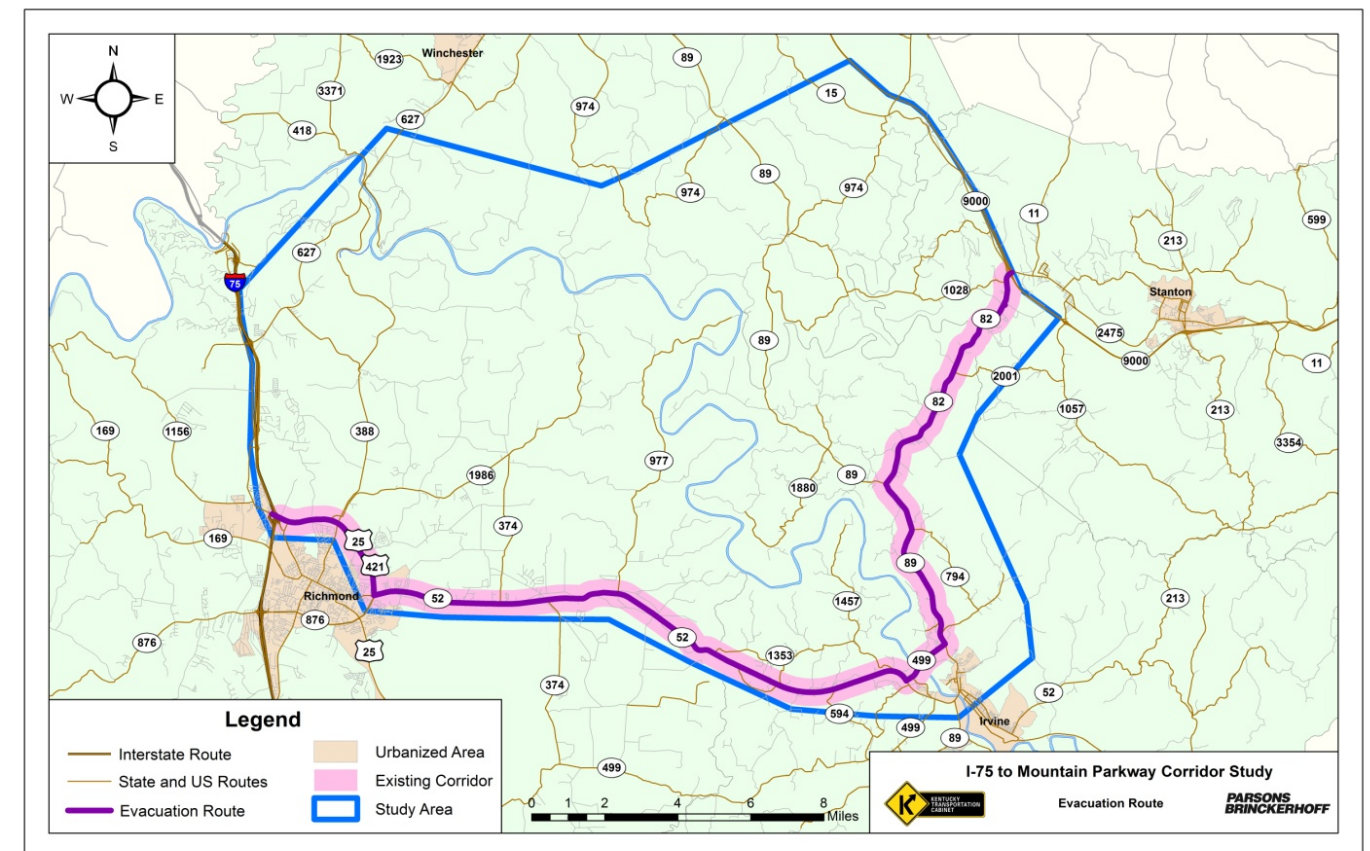 N
W E
S
Winchester
1923
89
3371
974
15
418
627
89
974
974
9000
11
599
213
627
75
1028
Stanton
82
2475
89
9000
11
2001
82
1057
213
169
1156
388
3354
977
1986
89
1880
374
25
169
421
89
794
Richmond
52
1457
213
876
876
25
52
1353
499
374
52
594
499
Irvine
89
499
Legend
Interstate Route
State and US Routes
Evacuation Route
Urbanized Area
Existing Corridor
Study Area
0 1 2 4 6 8
Miles
I-75 to Mountain Parkway Corridor Study
KENTUCKY
TRANSPORTATION
CABINET
Evacuation Route
PARSONS
BRINCKERHOFF